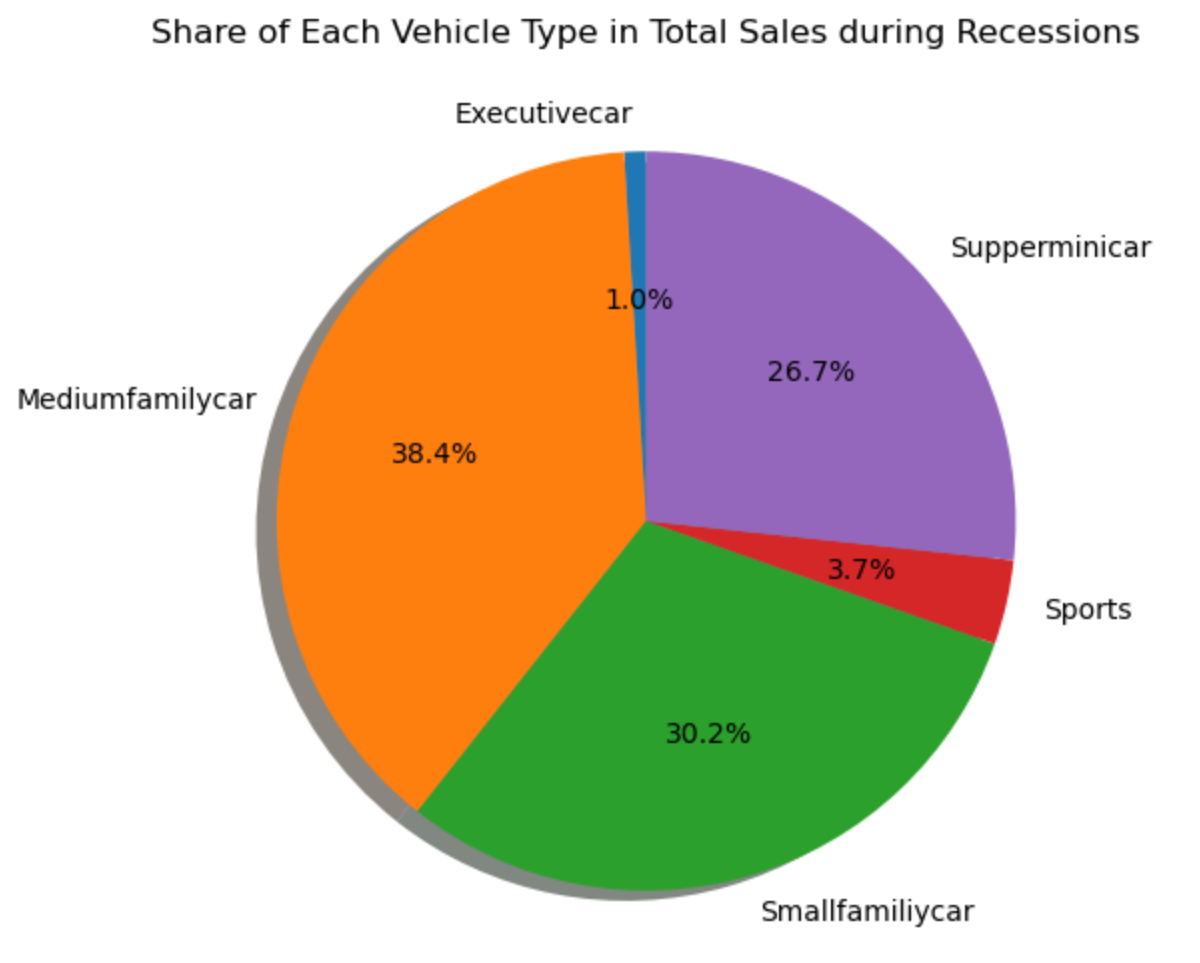 Share of Each Vehicle Type in Total Sales during Recessions
Executivecar
Supperminicar
1.0%
26.7%
Mediumfamilycar
38.4%
3.7%
Sports
30.2%
Smallfamiliycar